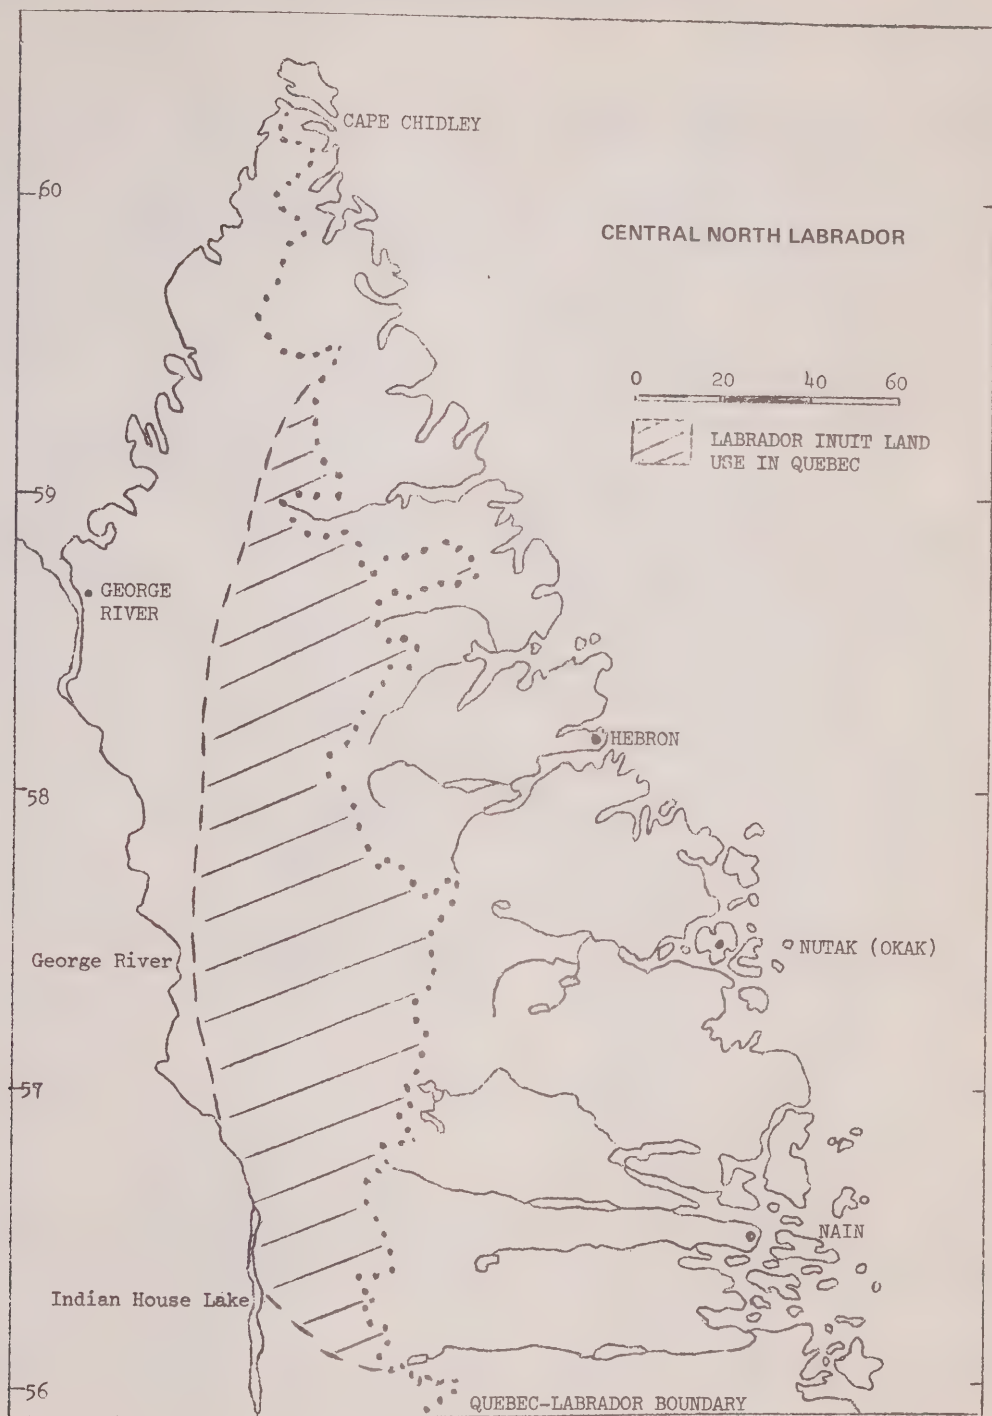 CAPE CHIDLEY
60
CENTRAL NORTH LABRADOR
0 20 40 60
LABRADOR INUIT LAND
USE IN QUEBEC
59
GEORGE
RIVER
HEBRON
58
George River
NUTAK (OKAK)
57
NAIN
Indian House Lake
56
QUEBEC-LABRADOR BOUNDARY